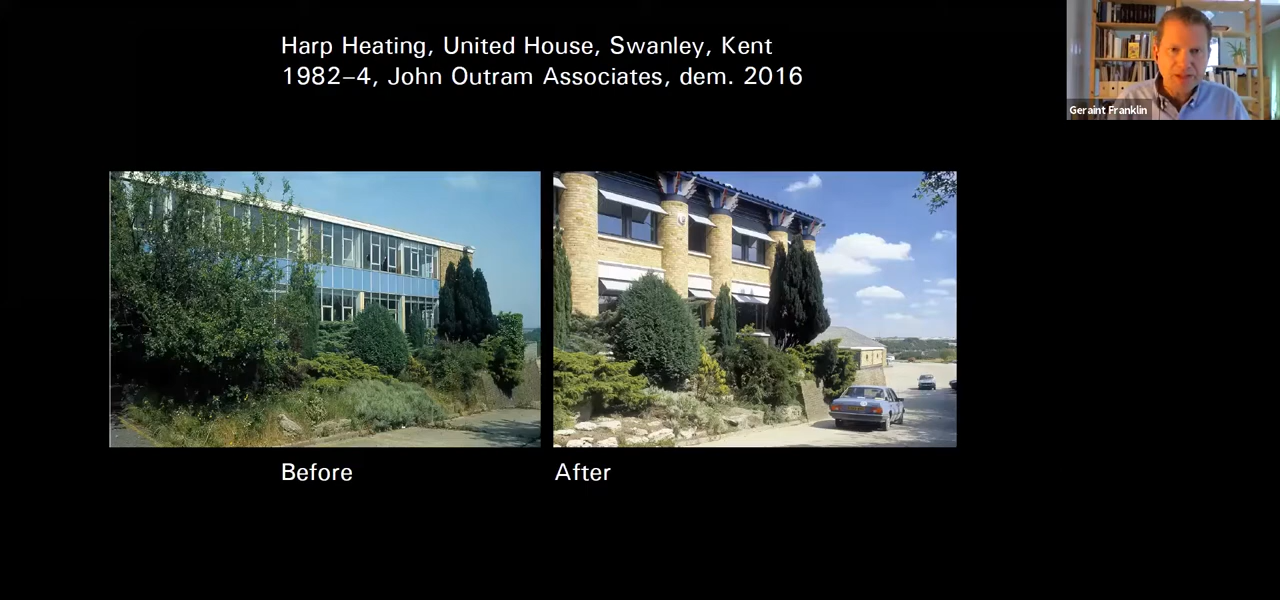 Harp Heating, United House, Swanley, Kent
1982–4, John Outram Associates, dem. 2016
Geraint Franklin
Before
After